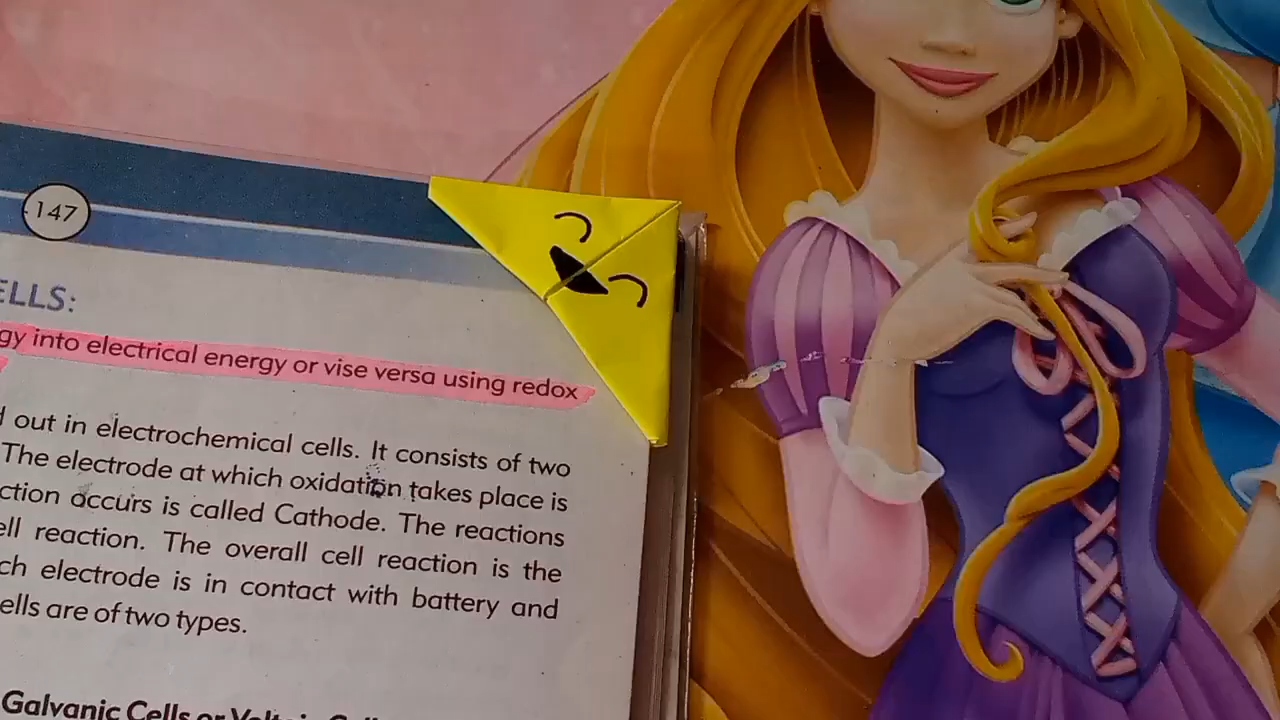 147
ELLS:
gy into electrical energy or vise versa using redox
d out in electrochemical cells. It consists of two
The electrode at which oxidation takes place is
ction occurs is called Cathode. The reactions
ell reaction. The overall cell reaction is the
ch electrode is in contact with battery and
ells are of two types.
Galvanic Cells or